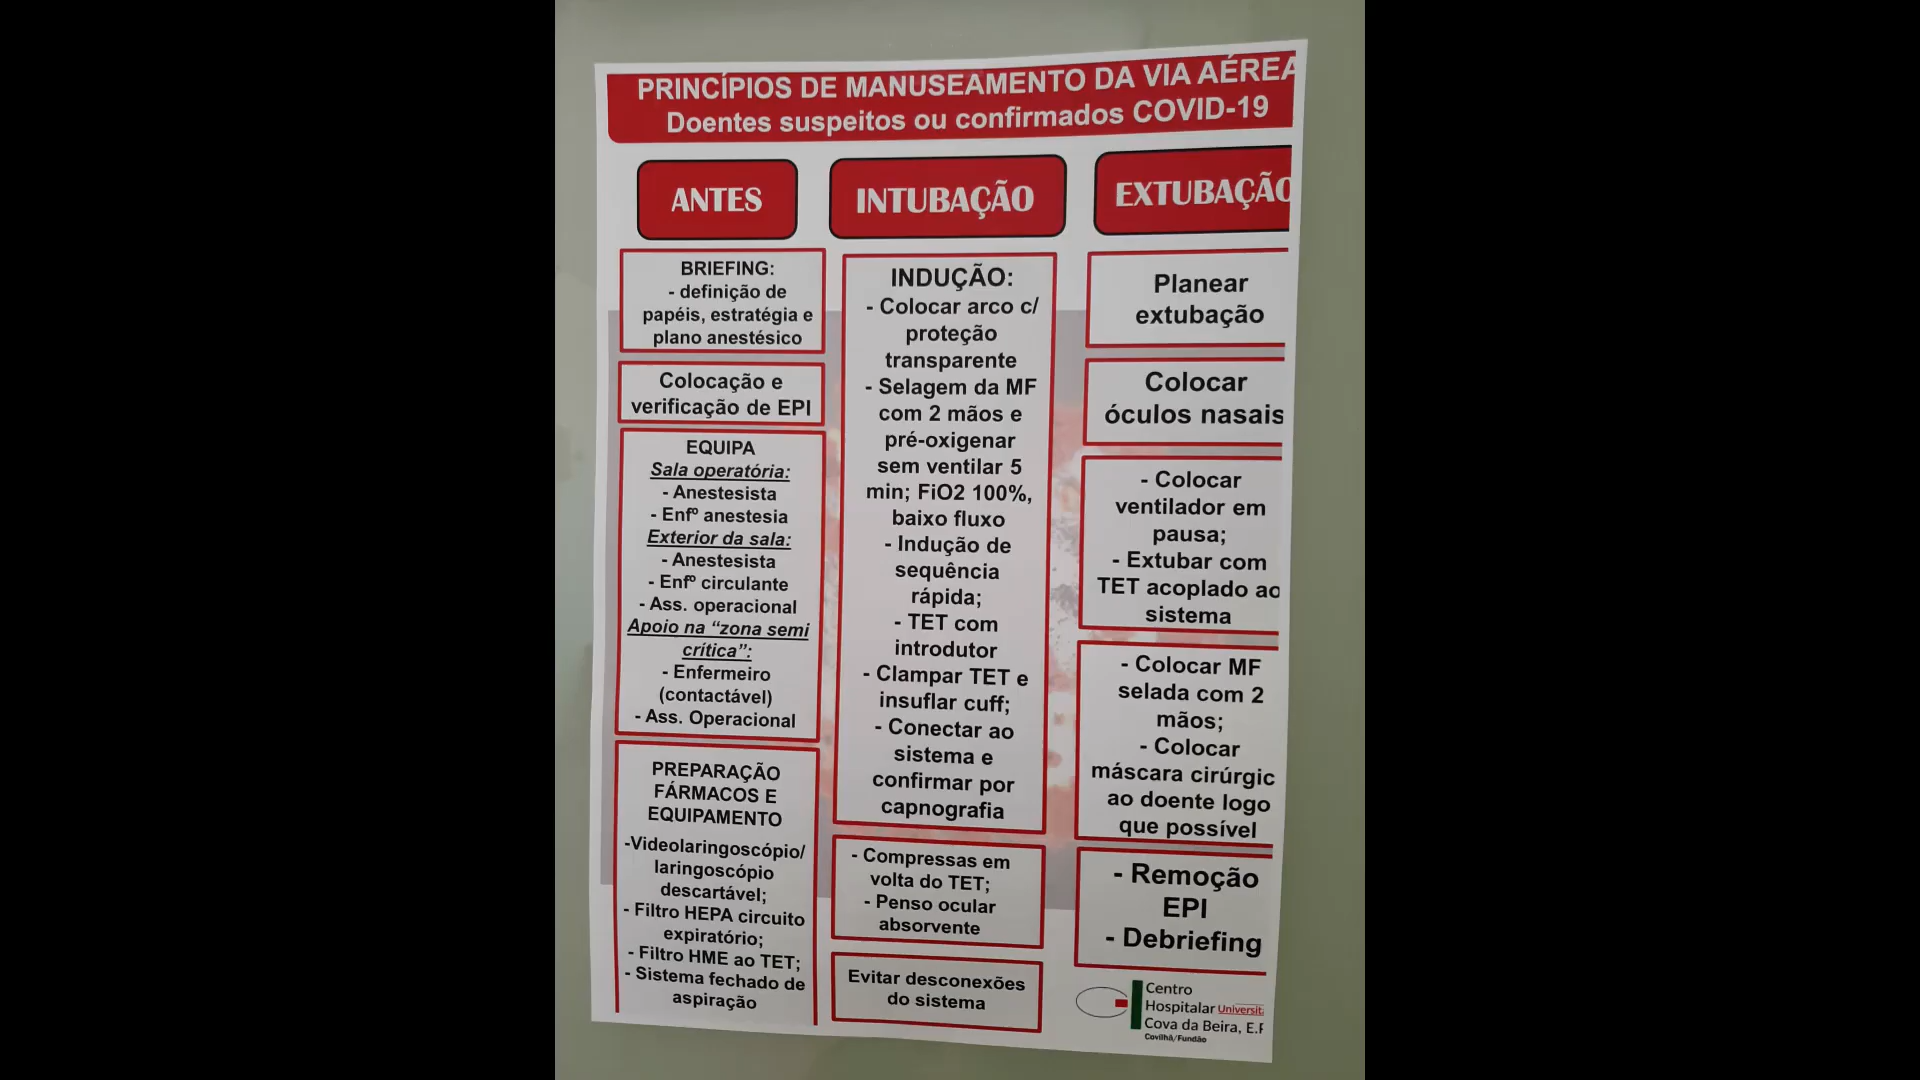 PRINCÍPIOS DE MANUSEAMENTO DA VIA AÉREA
Doentes suspeitos ou confirmados COVID-19
ANTES
BRIEFING:
- definição de
papéis, estratégia e
plano anestésico
Colocação e
verificação de EPI
EQUIPA
Sala operatória:
- Anestesista
- Enfº anestesia
Exterior da sala:
- Anestesista
- Enfº circulante
- Ass. operacional
Apoio na “zona semi
crítica”:
- Enfermeiro
(contactável)
- Ass. Operacional
PREPARAÇÃO
FÁRMACOS E
EQUIPAMENTO
-Videolaringoscópio/
laringoscópio
descartável;
- Filtro HEPA circuito
expiratório;
- Filtro HME ao TET;
- Sistema fechado de
aspiração
INTUBAÇÃO
INDUÇÃO:
- Colocar arco c/
proteção
transparente
- Selagem da MF
com 2 mãos e
pré-oxigenar
sem ventilar 5
min; FiO2 100%,
baixo fluxo
- Indução de
sequência
rápida;
- TET com
introdutor
- Clampar TET e
insuflar cuff;
- Conectar ao
sistema e
confirmar por
capnografia
- Compressas em
volta do TET;
- Penso ocular
absorvente
Evitar desconexões
do sistema
EXTUBAÇÃO
Planear
extubação
Colocar
óculos nasais
- Colocar
ventilador em
pausa;
- Extubar com
TET acoplado ao
sistema
- Colocar MF
selada com 2
mãos;
- Colocar
máscara cirúrgic
ao doente logo
que possível
- Remoção
EPI
- Debriefing
Centro
Hospitalar Universit
Cova da Beira, E.P
Covilhã/Fundão